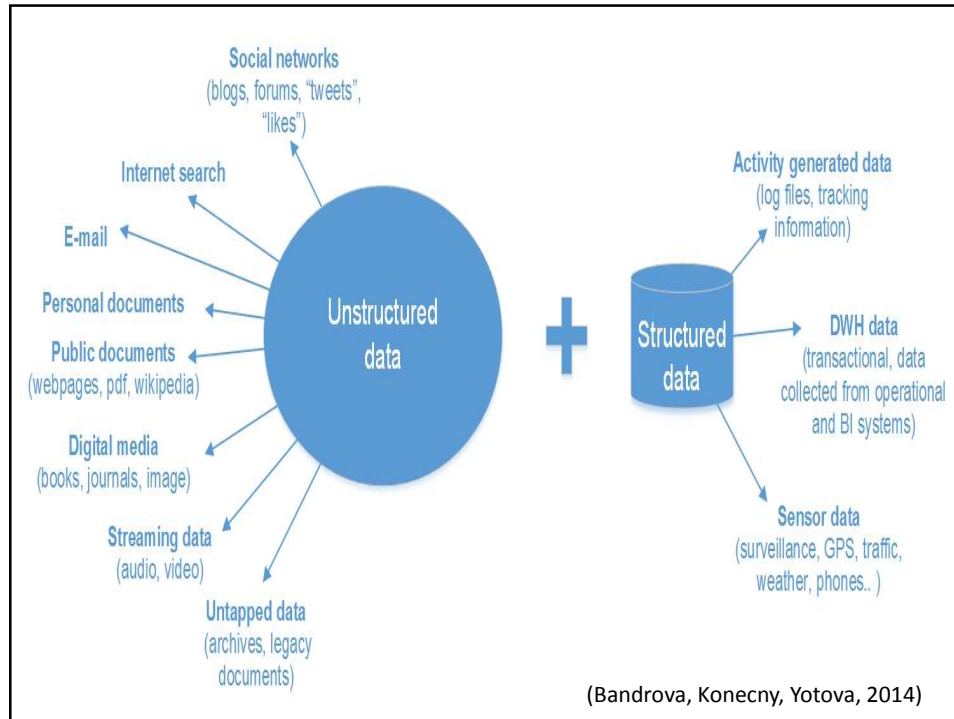 Social networks
(blogs, forums, “tweets”,
“likes”)
Internet search
E-mail
Personal documents
Public documents
(webpages, pdf, wikipedia)
Digital media
(books, journals, image)
Streaming data
(audio, video)
Untapped data
(archives, legacy
documents)
Unstructured
data
Structured
data
Activity generated data
(log files, tracking
information)
DWH data
(transactional, data
collected from operational
and BI systems)
Sensor data
(surveillance, GPS, traffic,
weather, phones.. )
(Bandrova, Konecny, Yotova, 2014)